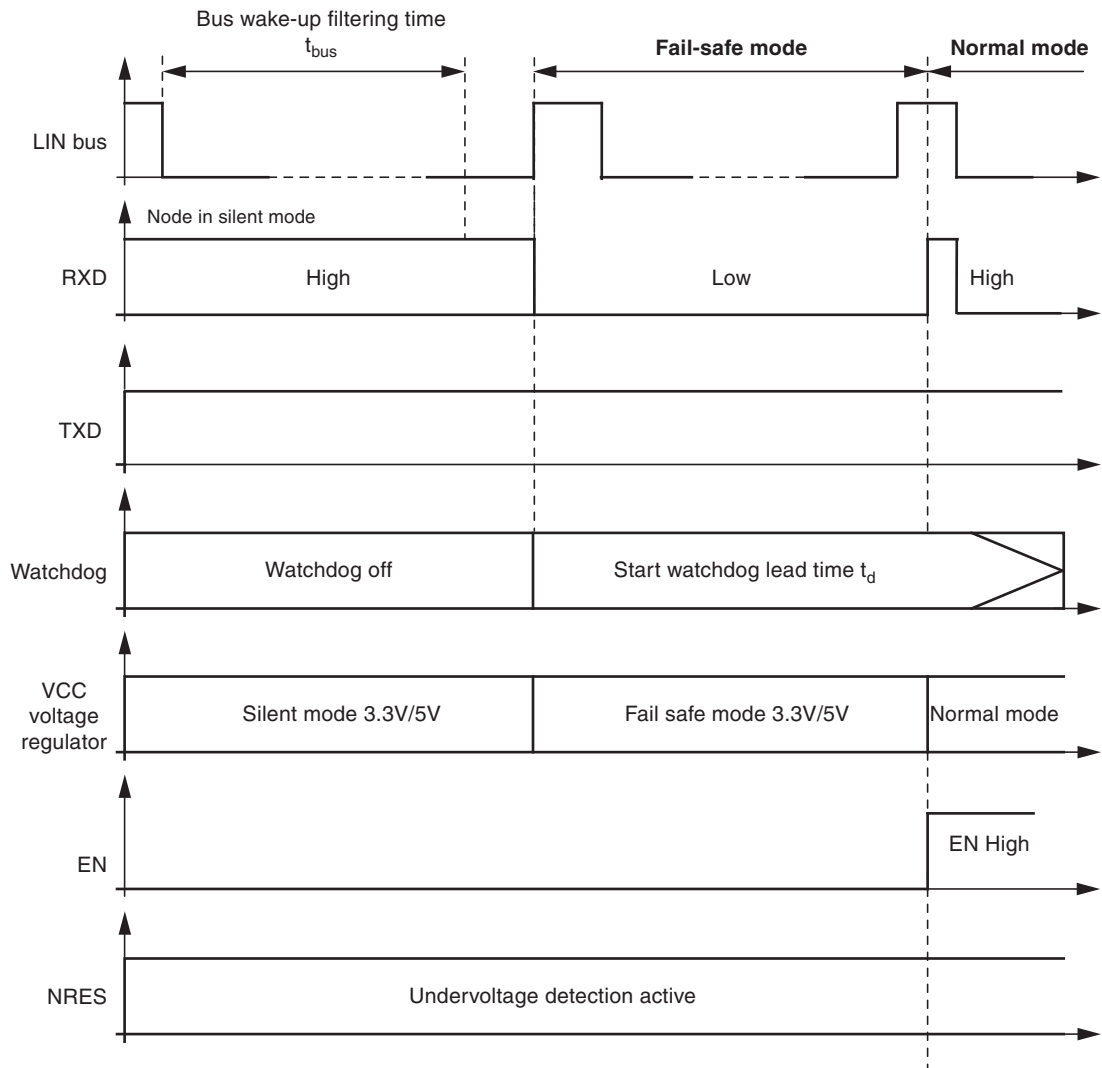 Bus wake-up filtering time
tbus
Fail-safe mode
Normal mode
LIN bus
Node in silent mode
RXD
High
Low
High
TXD
Watchdog
Watchdog off
Start watchdog lead time td
VCC
voltage
regulator
Silent mode 3.3V/5V
Fail safe mode 3.3V/5V
Normal mode
EN
EN High
NRES
Undervoltage detection active